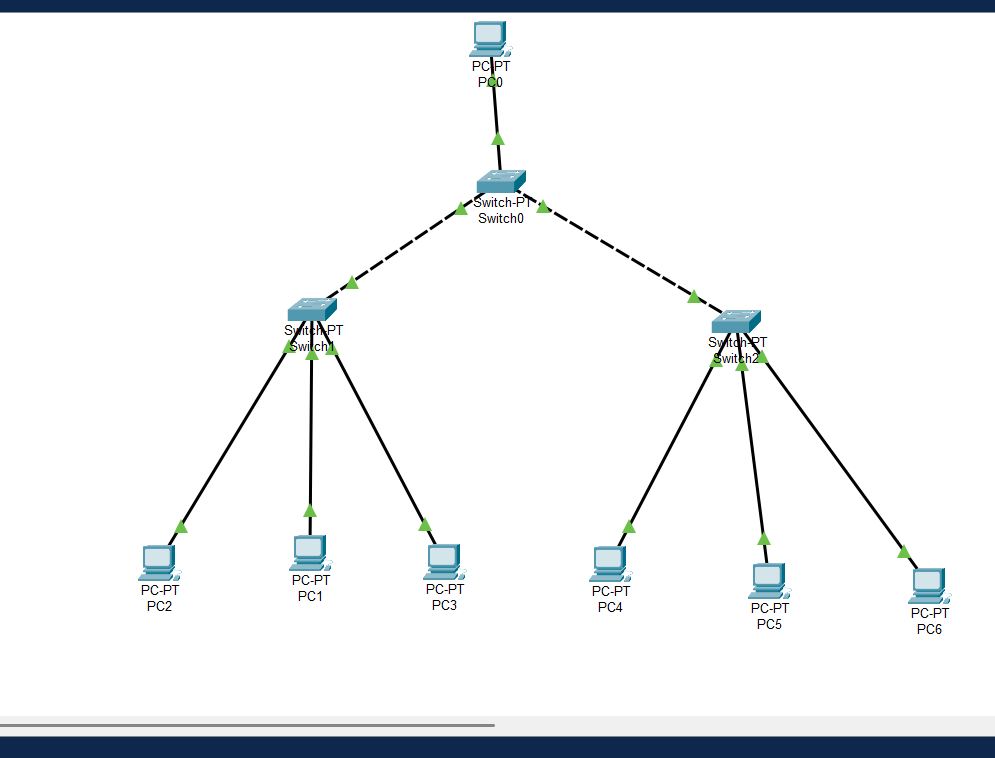 PC-PT
PC0
Switch-PT
Switch0
Switch-PT
Switch1
Switch-PT
Switch2
PC-PT
PC2
PC-PT
PC1
PC-PT
PC3
PC-PT
PC4
PC-PT
PC5
PC-PT
PC6